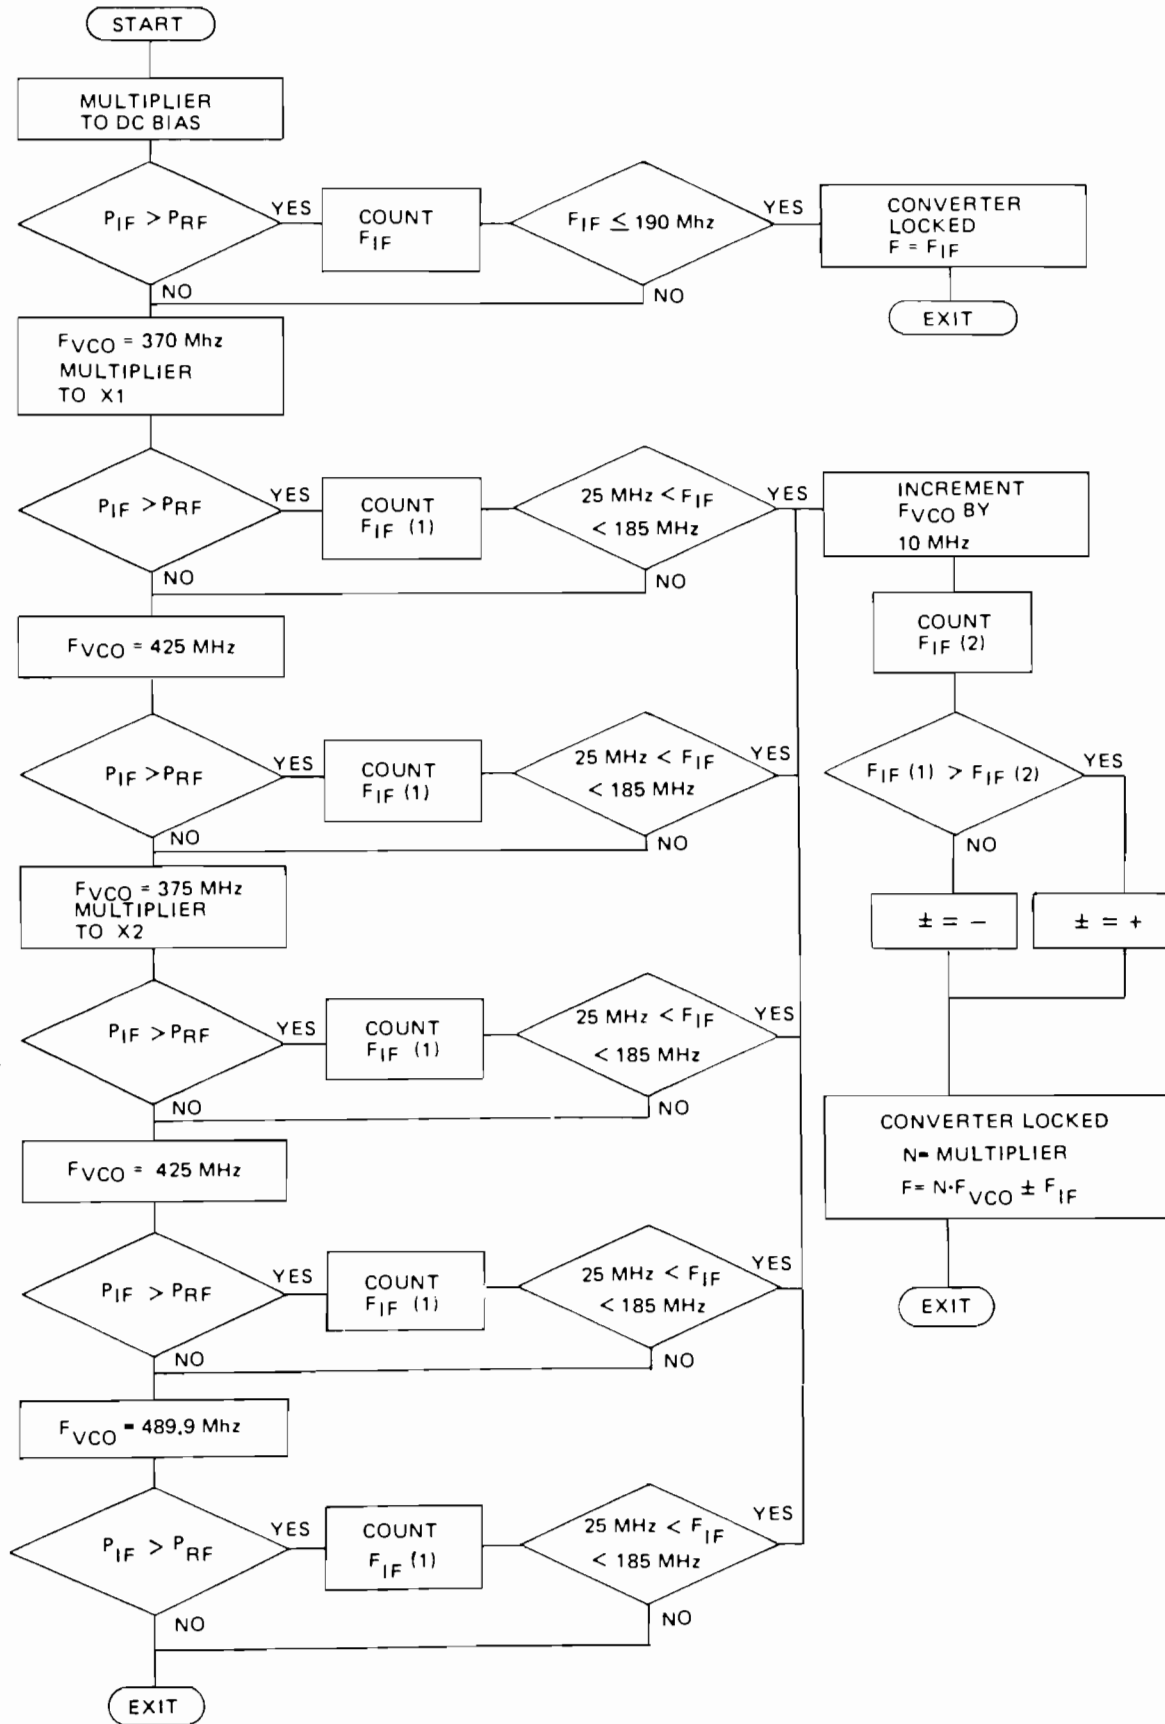 START
MULTIPLIER
TO DC BIAS
PIF > PRF
YES
COUNT
FIF
FIF ≤ 190 Mhz
YES
CONVERTER
LOCKED
F = FIF
NO
NO
EXIT
FVCO = 370 Mhz
MULTIPLIER
TO X1
PIF > PRF
YES
COUNT
FIF (1)
25 MHz < FIF
< 185 MHz
YES
INCREMENT
FVCO BY
10 MHz
NO
NO
FVCO = 425 MHz
COUNT
FIF (2)
PIF > PRF
YES
COUNT
FIF (1)
25 MHz < FIF
< 185 MHz
YES
FIF (1) > FIF (2)
YES
NO
NO
NO
FVCO = 375 MHz
MULTIPLIER
TO X2
± = −
± = +
PIF > PRF
YES
COUNT
FIF (1)
25 MHz < FIF
< 185 MHz
YES
NO
NO
CONVERTER LOCKED
N= MULTIPLIER
F= N·FVCO ± FIF
FVCO = 425 MHz
PIF > PRF
YES
COUNT
FIF (1)
25 MHz < FIF
< 185 MHz
YES
EXIT
NO
NO
FVCO = 489.9 Mhz
PIF > PRF
YES
COUNT
FIF (1)
25 MHz < FIF
< 185 MHz
YES
NO
NO
EXIT